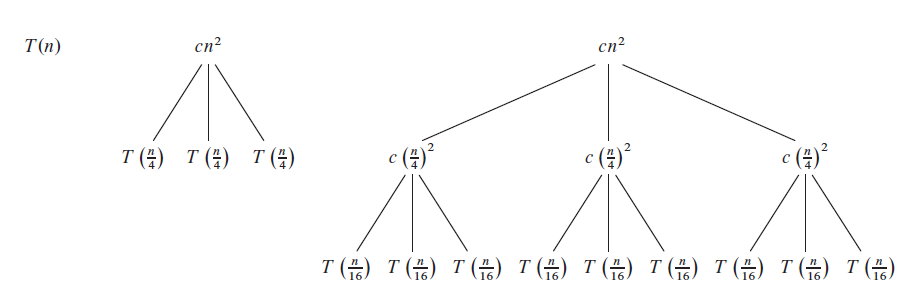 T(n) cn² cn²
T(n/4) T(n/4) T(n/4) c(n/4)² c(n/4)² c(n/4)²
T(n/16) T(n/16) T(n/16) T(n/16) T(n/16) T(n/16) T(n/16) T(n/16) T(n/16)